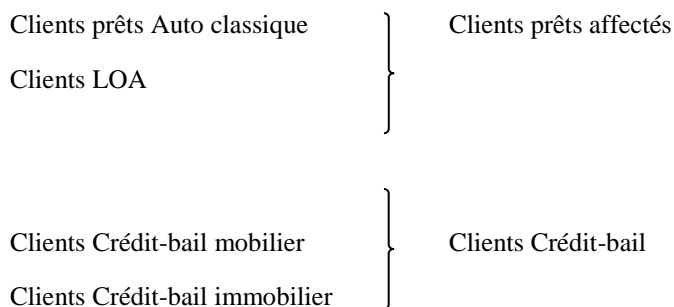 Clients prêts Auto classique Clients prêts affectés
Clients LOA
Clients Crédit-bail mobilier Clients Crédit-bail
Clients Crédit-bail immobilier